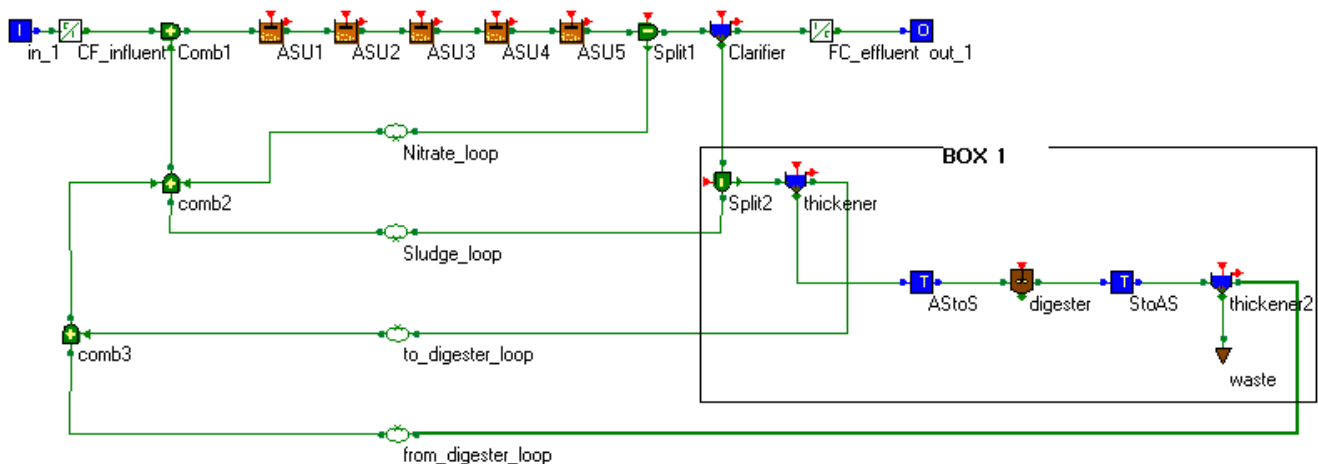 I
O
in_1
CF_influent
Comb1
ASU1
ASU2
ASU3
ASU4
ASU5
Split1
Clarifier
FC_effluent
out_1
Nitrate_loop
BOX 1
comb2
Split2
thickener
Sludge_loop
T
T
AStoS
digester
StoAS
thickener2
comb3
to_digester_loop
waste
from_digester_loop